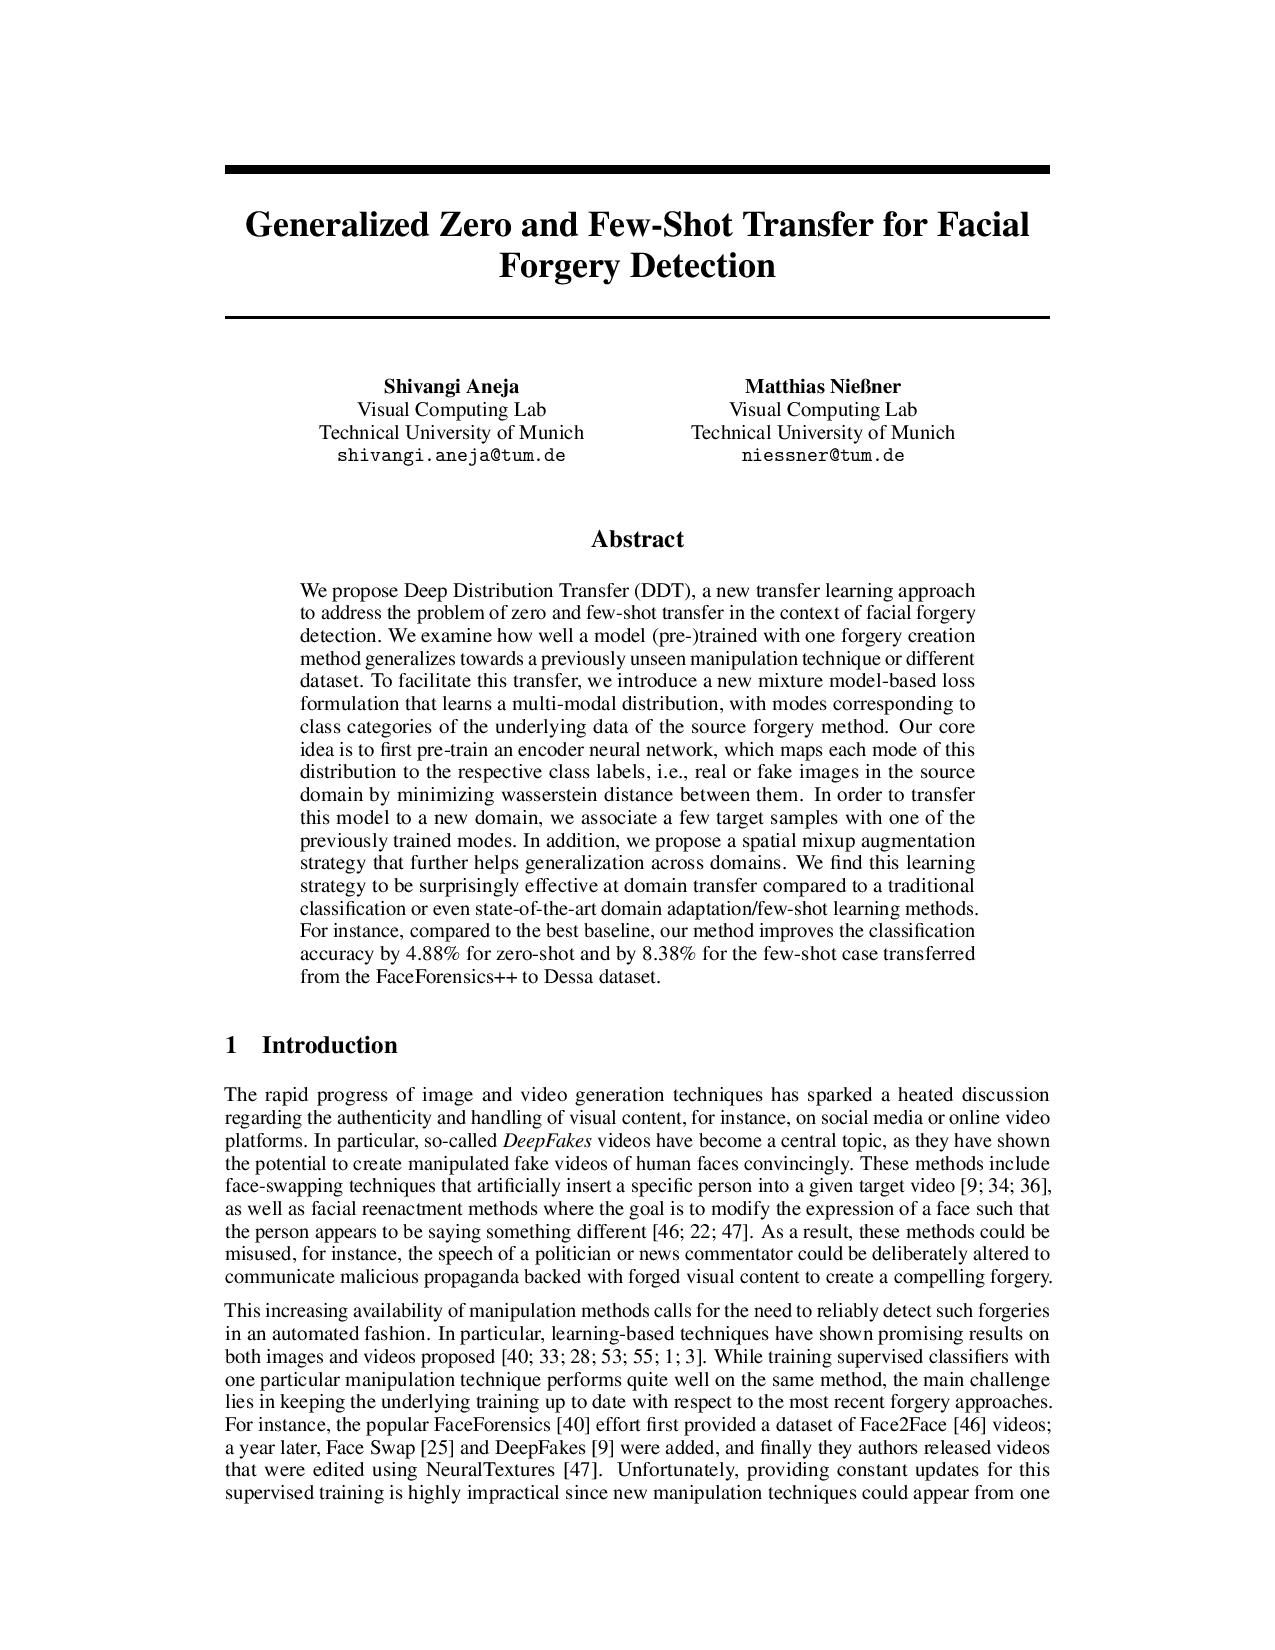 Generalized Zero and Few-Shot Transfer for Facial
Forgery Detection
Shivangi Aneja
Visual Computing Lab
Technical University of Munich
shivangi.aneja@tum.de
Matthias Nießner
Visual Computing Lab
Technical University of Munich
niessner@tum.de
Abstract
We propose Deep Distribution Transfer (DDT), a new transfer learning approach
to address the problem of zero and few-shot transfer in the context of facial forgery
detection. We examine how well a model (pre-)trained with one forgery creation
method generalizes towards a previously unseen manipulation technique or different
dataset. To facilitate this transfer, we introduce a new mixture model-based loss
formulation that learns a multi-modal distribution, with modes corresponding to
class categories of the underlying data of the source forgery method. Our core
idea is to first pre-train an encoder neural network, which maps each mode of this
distribution to the respective class labels, i.e., real or fake images in the source
domain by minimizing wasserstein distance between them. In order to transfer
this model to a new domain, we associate a few target samples with one of the
previously trained modes. In addition, we propose a spatial mixup augmentation
strategy that further helps generalization across domains. We find this learning
strategy to be surprisingly effective at domain transfer compared to a traditional
classification or even state-of-the-art domain adaptation/few-shot learning methods.
For instance, compared to the best baseline, our method improves the classification
accuracy by 4.88% for zero-shot and by 8.38% for the few-shot case transferred
from the FaceForensics++ to Dessa dataset.
1 Introduction
The rapid progress of image and video generation techniques has sparked a heated discussion
regarding the authenticity and handling of visual content, for instance, on social media or online video
platforms. In particular, so-called DeepFakes videos have become a central topic, as they have shown
the potential to create manipulated fake videos of human faces convincingly. These methods include
face-swapping techniques that artificially insert a specific person into a given target video [9; 34; 36],
as well as facial reenactment methods where the goal is to modify the expression of a face such that
the person appears to be saying something different [46; 22; 47]. As a result, these methods could be
misused, for instance, the speech of a politician or news commentator could be deliberately altered to
communicate malicious propaganda backed with forged visual content to create a compelling forgery.
This increasing availability of manipulation methods calls for the need to reliably detect such forgeries
in an automated fashion. In particular, learning-based techniques have shown promising results on
both images and videos proposed [40; 33; 28; 53; 55; 1; 3]. While training supervised classifiers with
one particular manipulation technique performs quite well on the same method, the main challenge
lies in keeping the underlying training up to date with respect to the most recent forgery approaches.
For instance, the popular FaceForensics [40] effort first provided a dataset of Face2Face [46] videos;
a year later, Face Swap [25] and DeepFakes [9] were added, and finally they authors released videos
that were edited using NeuralTextures [47]. Unfortunately, providing constant updates for this
supervised training is highly impractical since new manipulation techniques could appear from one